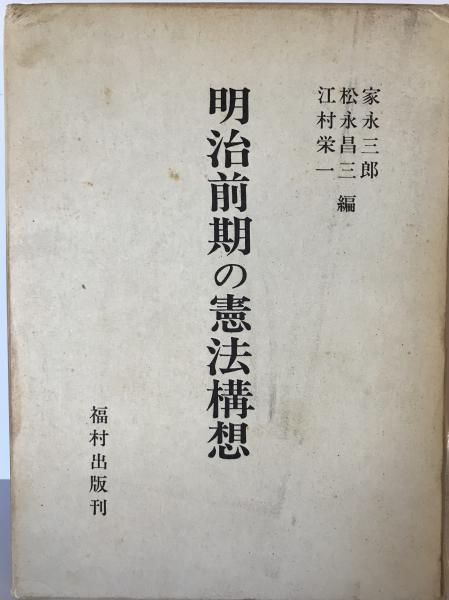 家永三郎
松永昌三 編
江村栄一
明治前期の憲法構想
福村出版刊